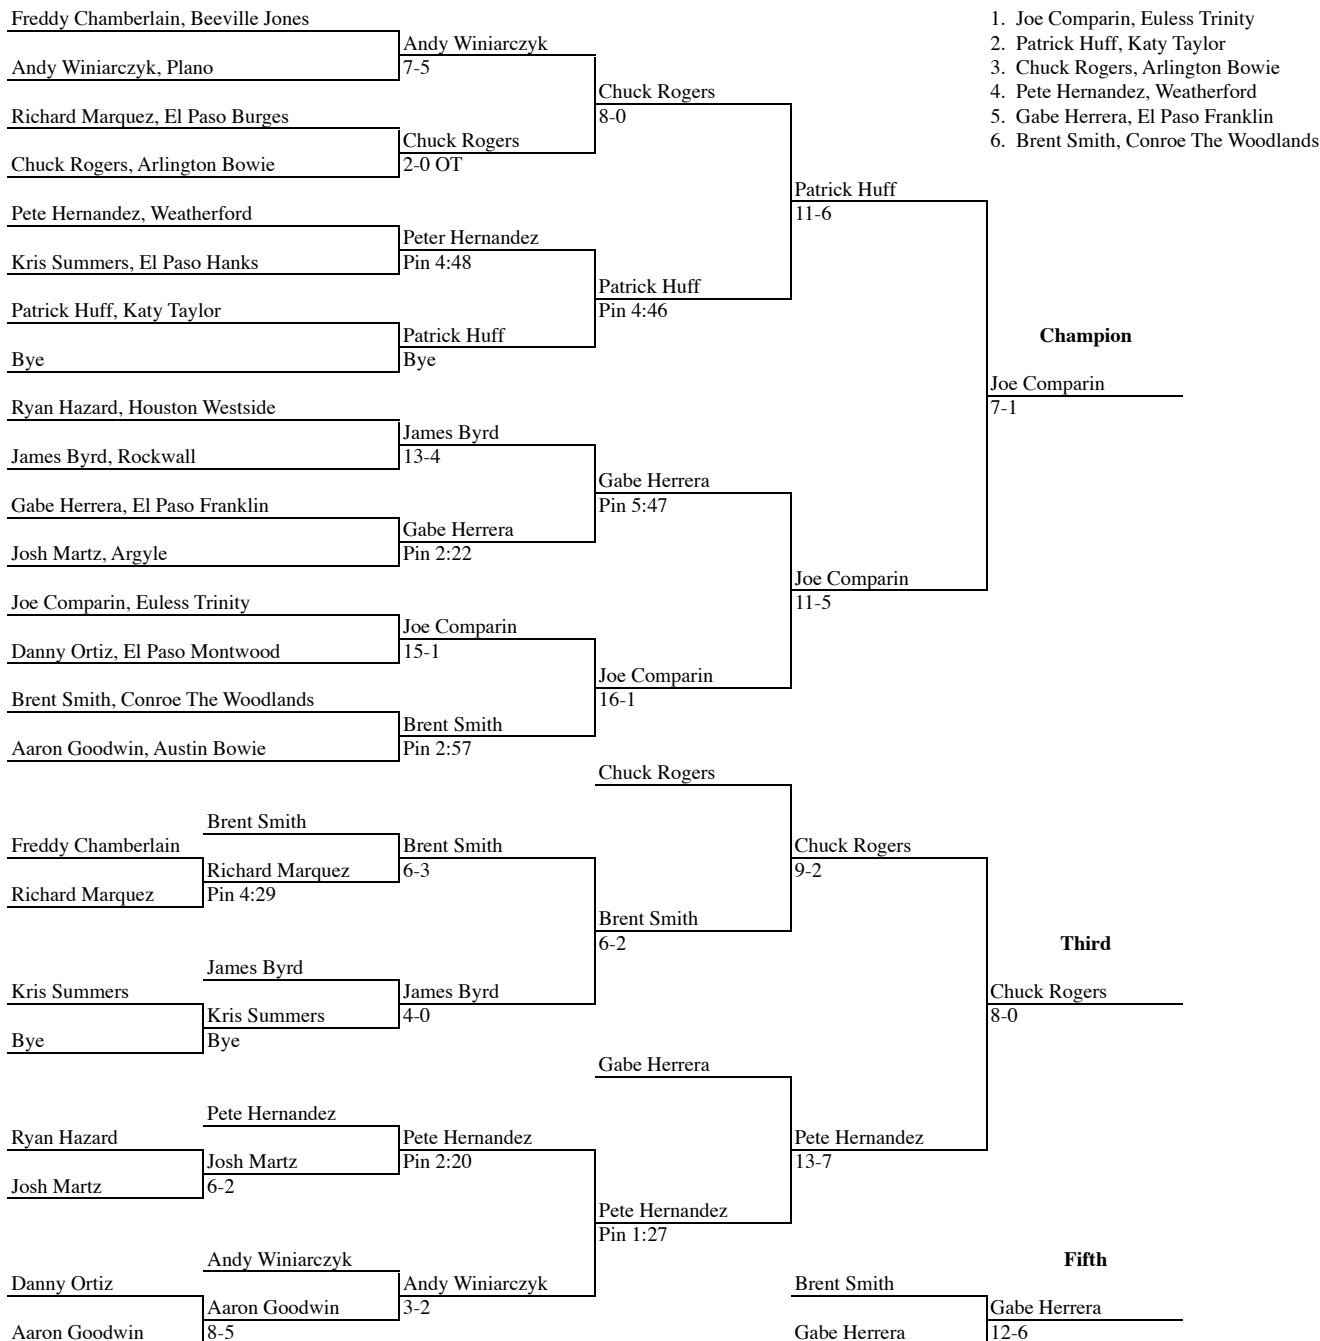 Freddy Chamberlain, Beeville Jones
Andy Winiarczyk, Plano
Richard Marquez, El Paso Burges
Chuck Rogers, Arlington Bowie
Pete Hernandez, Weatherford
Kris Summers, El Paso Hanks
Patrick Huff, Katy Taylor
Bye
Ryan Hazard, Houston Westside
James Byrd, Rockwall
Gabe Herrera, El Paso Franklin
Josh Martz, Argyle
Joe Comparin, Euless Trinity
Danny Ortiz, El Paso Montwood
Brent Smith, Conroe The Woodlands
Aaron Goodwin, Austin Bowie
Andy Winiarczyk
7-5
Chuck Rogers
2-0 OT
Peter Hernandez
Pin 4:48
Patrick Huff
Bye
James Byrd
13-4
Gabe Herrera
Pin 2:22
Joe Comparin
15-1
Brent Smith
Pin 2:57
Chuck Rogers
8-0
Patrick Huff
Pin 4:46
Gabe Herrera
Pin 5:47
Joe Comparin
16-1
Patrick Huff
11-6
Joe Comparin
11-5
Champion
Joe Comparin
7-1
1. Joe Comparin, Euless Trinity
2. Patrick Huff, Katy Taylor
3. Chuck Rogers, Arlington Bowie
4. Pete Hernandez, Weatherford
5. Gabe Herrera, El Paso Franklin
6. Brent Smith, Conroe The Woodlands
Freddy Chamberlain
Richard Marquez
Kris Summers
Bye
Ryan Hazard
Josh Martz
Danny Ortiz
Aaron Goodwin
Brent Smith
Richard Marquez
Pin 4:29
James Byrd
Kris Summers
Bye
Pete Hernandez
Josh Martz
6-2
Andy Winiarczyk
Aaron Goodwin
8-5
Brent Smith
6-3
James Byrd
4-0
Pete Hernandez
Pin 2:20
Andy Winiarczyk
3-2
Chuck Rogers
Brent Smith
6-2
Gabe Herrera
Pete Hernandez
Pin 1:27
Chuck Rogers
9-2
Pete Hernandez
13-7
Third
Chuck Rogers
8-0
Fifth
Brent Smith
Gabe Herrera
Gabe Herrera
12-6